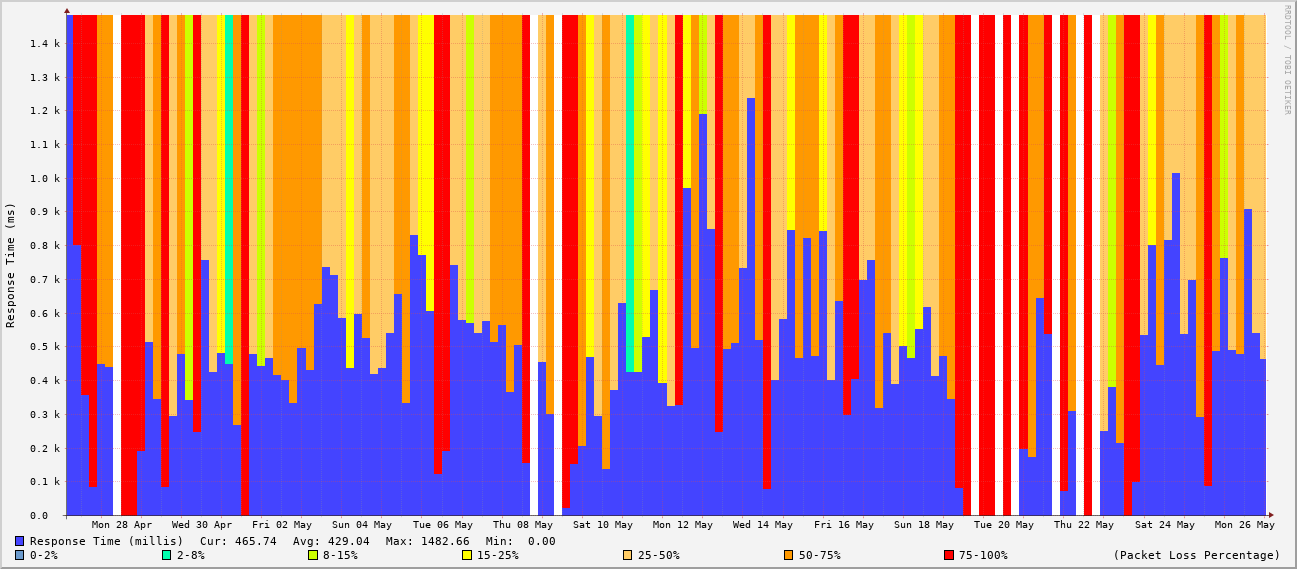 RRDTOOL / TOBI OETIKER
Response Time (ms)
1.4 k
1.3 k
1.2 k
1.1 k
1.0 k
0.9 k
0.8 k
0.7 k
0.6 k
0.5 k
0.4 k
0.3 k
0.2 k
0.1 k
0.0
Mon 28 Apr Wed 30 Apr Fri 02 May Sun 04 May Tue 06 May Thu 08 May Sat 10 May Mon 12 May Wed 14 May Fri 16 May Sun 18 May Tue 20 May Thu 22 May Sat 24 May Mon 26 May
Response Time (millis) Cur: 465.74 Avg: 429.04 Max: 1482.66 Min: 0.00
0-2% 2-8% 8-15% 15-25% 25-50% 50-75% 75-100% (Packet Loss Percentage)